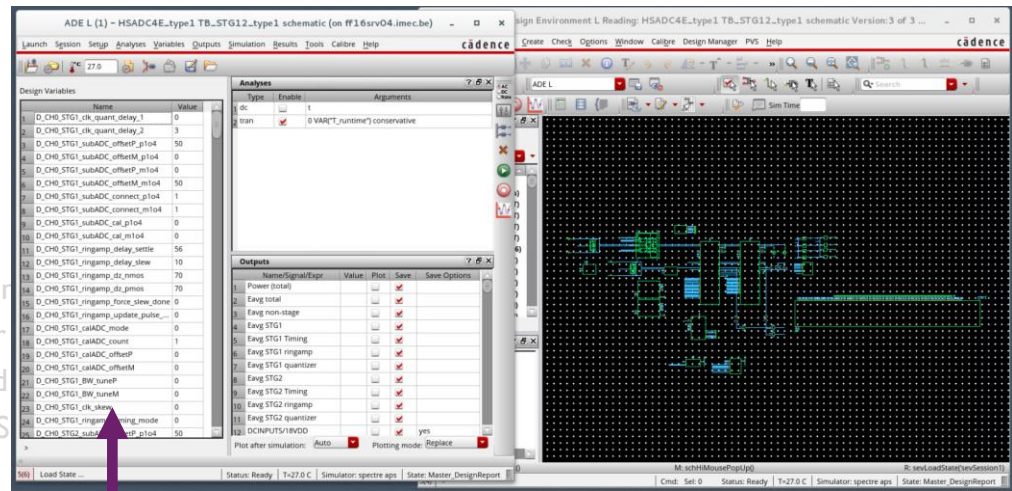 ADE L (1) - HSADC4E_type1 TB_STG12_type1 schematic (on ff16srv04.imec.be)
Launch Session Setup Analyses Variables Outputs Simulation Results Tools Calibre Help cādence
27.0
Design Variables
Name Value
1 D_CH0_STG1_clk_quant_delay_1 0
2 D_CH0_STG1_clk_quant_delay_2 3
3 D_CH0_STG1_subADC_offsetP_p1o4 50
4 D_CH0_STG1_subADC_offsetM_p1o4 0
5 D_CH0_STG1_subADC_offsetP_m1o4 0
6 D_CH0_STG1_subADC_offsetM_m1o4 50
7 D_CH0_STG1_subADC_connect_p1o4 1
8 D_CH0_STG1_subADC_connect_m1o4 1
9 D_CH0_STG1_subADC_cal_p1o4 0
10 D_CH0_STG1_subADC_cal_m1o4 0
11 D_CH0_STG1_ringamp_delay_settle 56
12 D_CH0_STG1_ringamp_delay_slew 10
13 D_CH0_STG1_ringamp_dz_nmos 70
14 D_CH0_STG1_ringamp_dz_pmos 70
15 D_CH0_STG1_ringamp_force_slew_done 0
16 D_CH0_STG1_ringamp_update_pulse_... 0
17 D_CH0_STG1_calADC_mode 0
18 D_CH0_STG1_calADC_count 1
19 D_CH0_STG1_calADC_offsetP 0
20 D_CH0_STG1_calADC_offsetM 0
21 D_CH0_STG1_BW_tuneP 0
22 D_CH0_STG1_BW_tuneM 0
23 D_CH0_STG1_clk_skew 0
24 D_CH0_STG1_ringam ming_mode 0
25 D_CH0_STG2_subA etP_p1o4 50
Analyses
Type Enable Arguments
1 dc t
2 tran 0 VAR("T_runtime") conservative
Outputs
Name/Signal/Expr Value Plot Save Save Options
1 Power (total)
2 Eavg total
3 Eavg non-stage
4 Eavg STG1
5 Eavg STG1 Timing
6 Eavg STG1 ringamp
7 Eavg STG1 quantizer
8 Eavg STG2
9 Eavg STG2 Timing
10 Eavg STG2 ringamp
11 Eavg STG2 quantizer
12 DCINPUTS/18VDD yes
Plot after simulation: Auto Plotting mode: Replace
5(6) Load State ... Status: Ready T=27.0 C Simulator: spectre aps State: Master_DesignReport
sign Environment L Reading: HSADC4E_type1 TB_STG12_type1 schematic Version:3 of 3 ...
Create Check Options Window Calibre Design Manager PVS Help cādence
ADE L Search
Sim Time
M: schHiMousePopUp() R: sevLoadState('sevSession1)
Cmd: Sel: 0 Status: Ready T=27.0 C Simulator: spectre aps State: Master_DesignReport